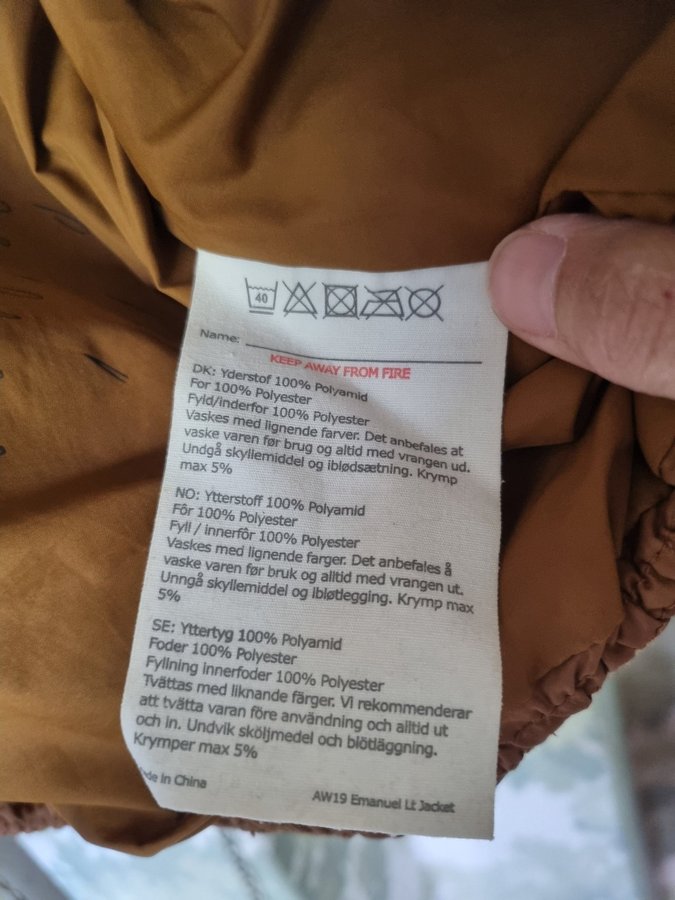 40
Name:
KEEP AWAY FROM FIRE
DK: Yderstof 100% Polyamid
For 100% Polyester
Fyld/inderfor 100% Polyester
Vaskes med lignende farver. Det anbefales at
vaske varen før brug og altid med vrangen ud.
Undgå skyllemiddel og iblødsætning. Krymp
max 5%
NO: Ytterstoff 100% Polyamid
Fôr 100% Polyester
Fyll / innerfôr 100% Polyester
Vaskes med lignende farger. Det anbefales å
vaske varen før bruk og alltid med vrangen ut.
Unngå skyllemiddel og ibløtlegging. Krymp max
5%
SE: Yttertyg 100% Polyamid
Foder 100% Polyester
Fyllning innerfoder 100% Polyester
Tvättas med liknande färger. Vi rekommenderar
att tvätta varan före användning och alltid ut
och in. Undvik sköljmedel och blötläggning.
Krymper max 5%
in China
AW19 Emanuel Lt Jacket